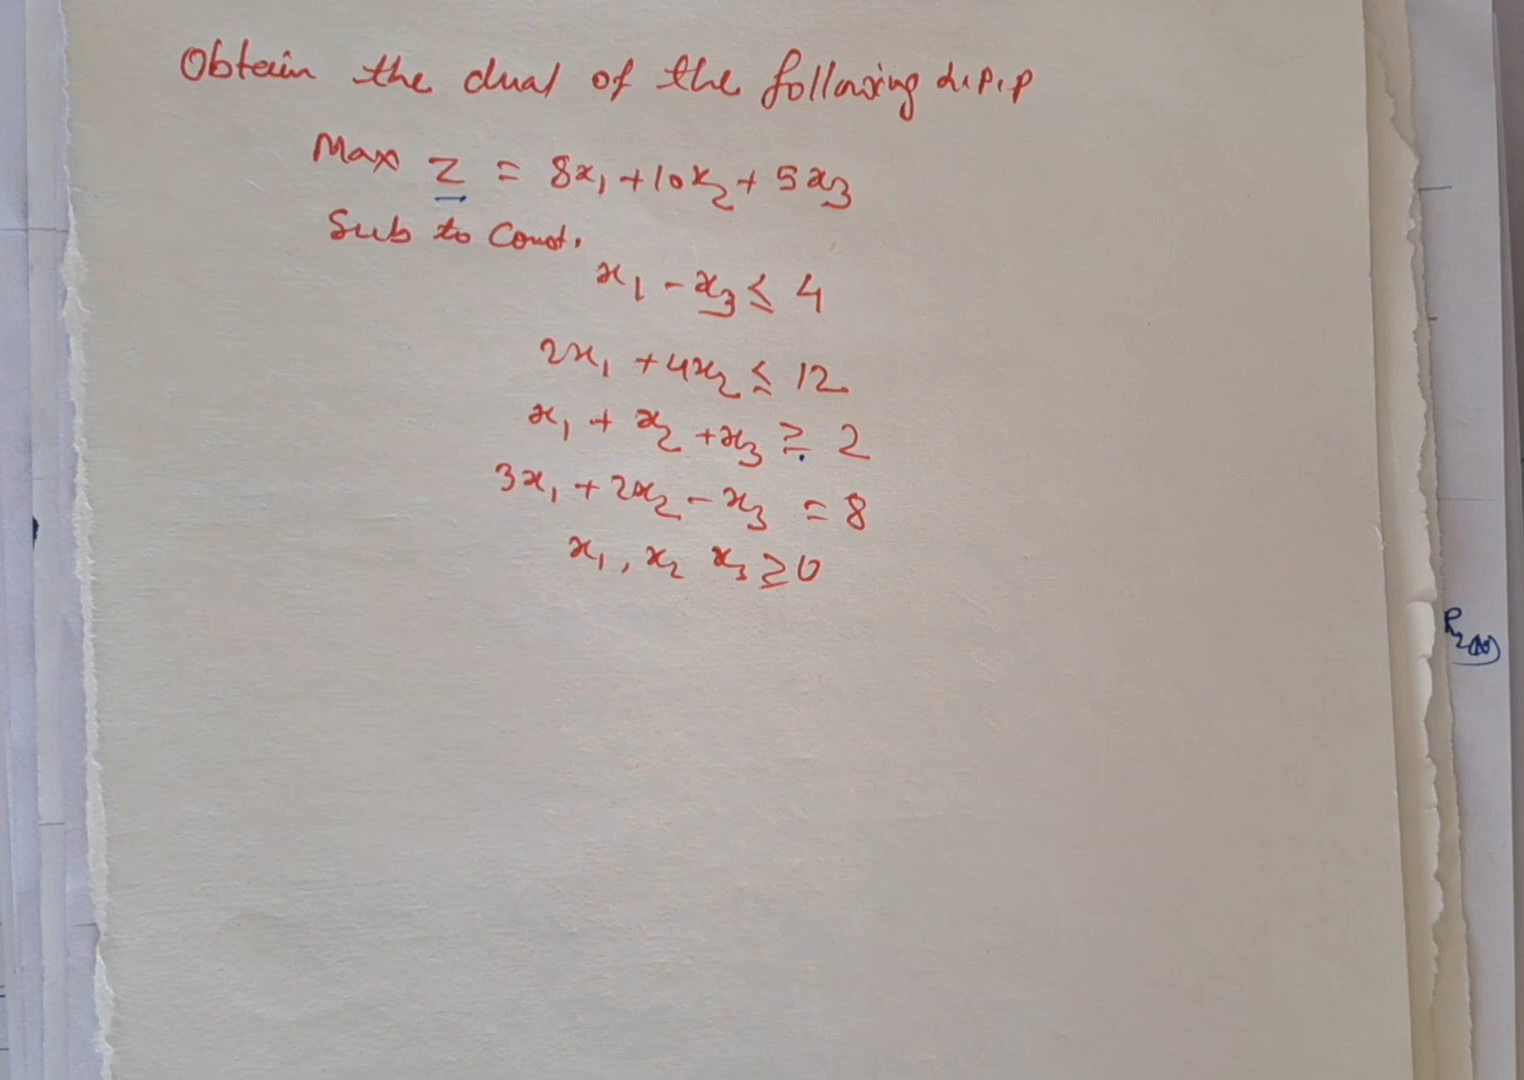 Obtain the dual of the following L.P.P
Max Z = 8x₁ + 10x₂ + 5x₃
Sub to Const.
x₁ - x₃ ≤ 4
2x₁ + 4x₂ ≤ 12
x₁ + x₂ + x₃ ≥ 2
3x₁ + 2x₂ - x₃ = 8
x₁, x₂ x₃ ≥ 0